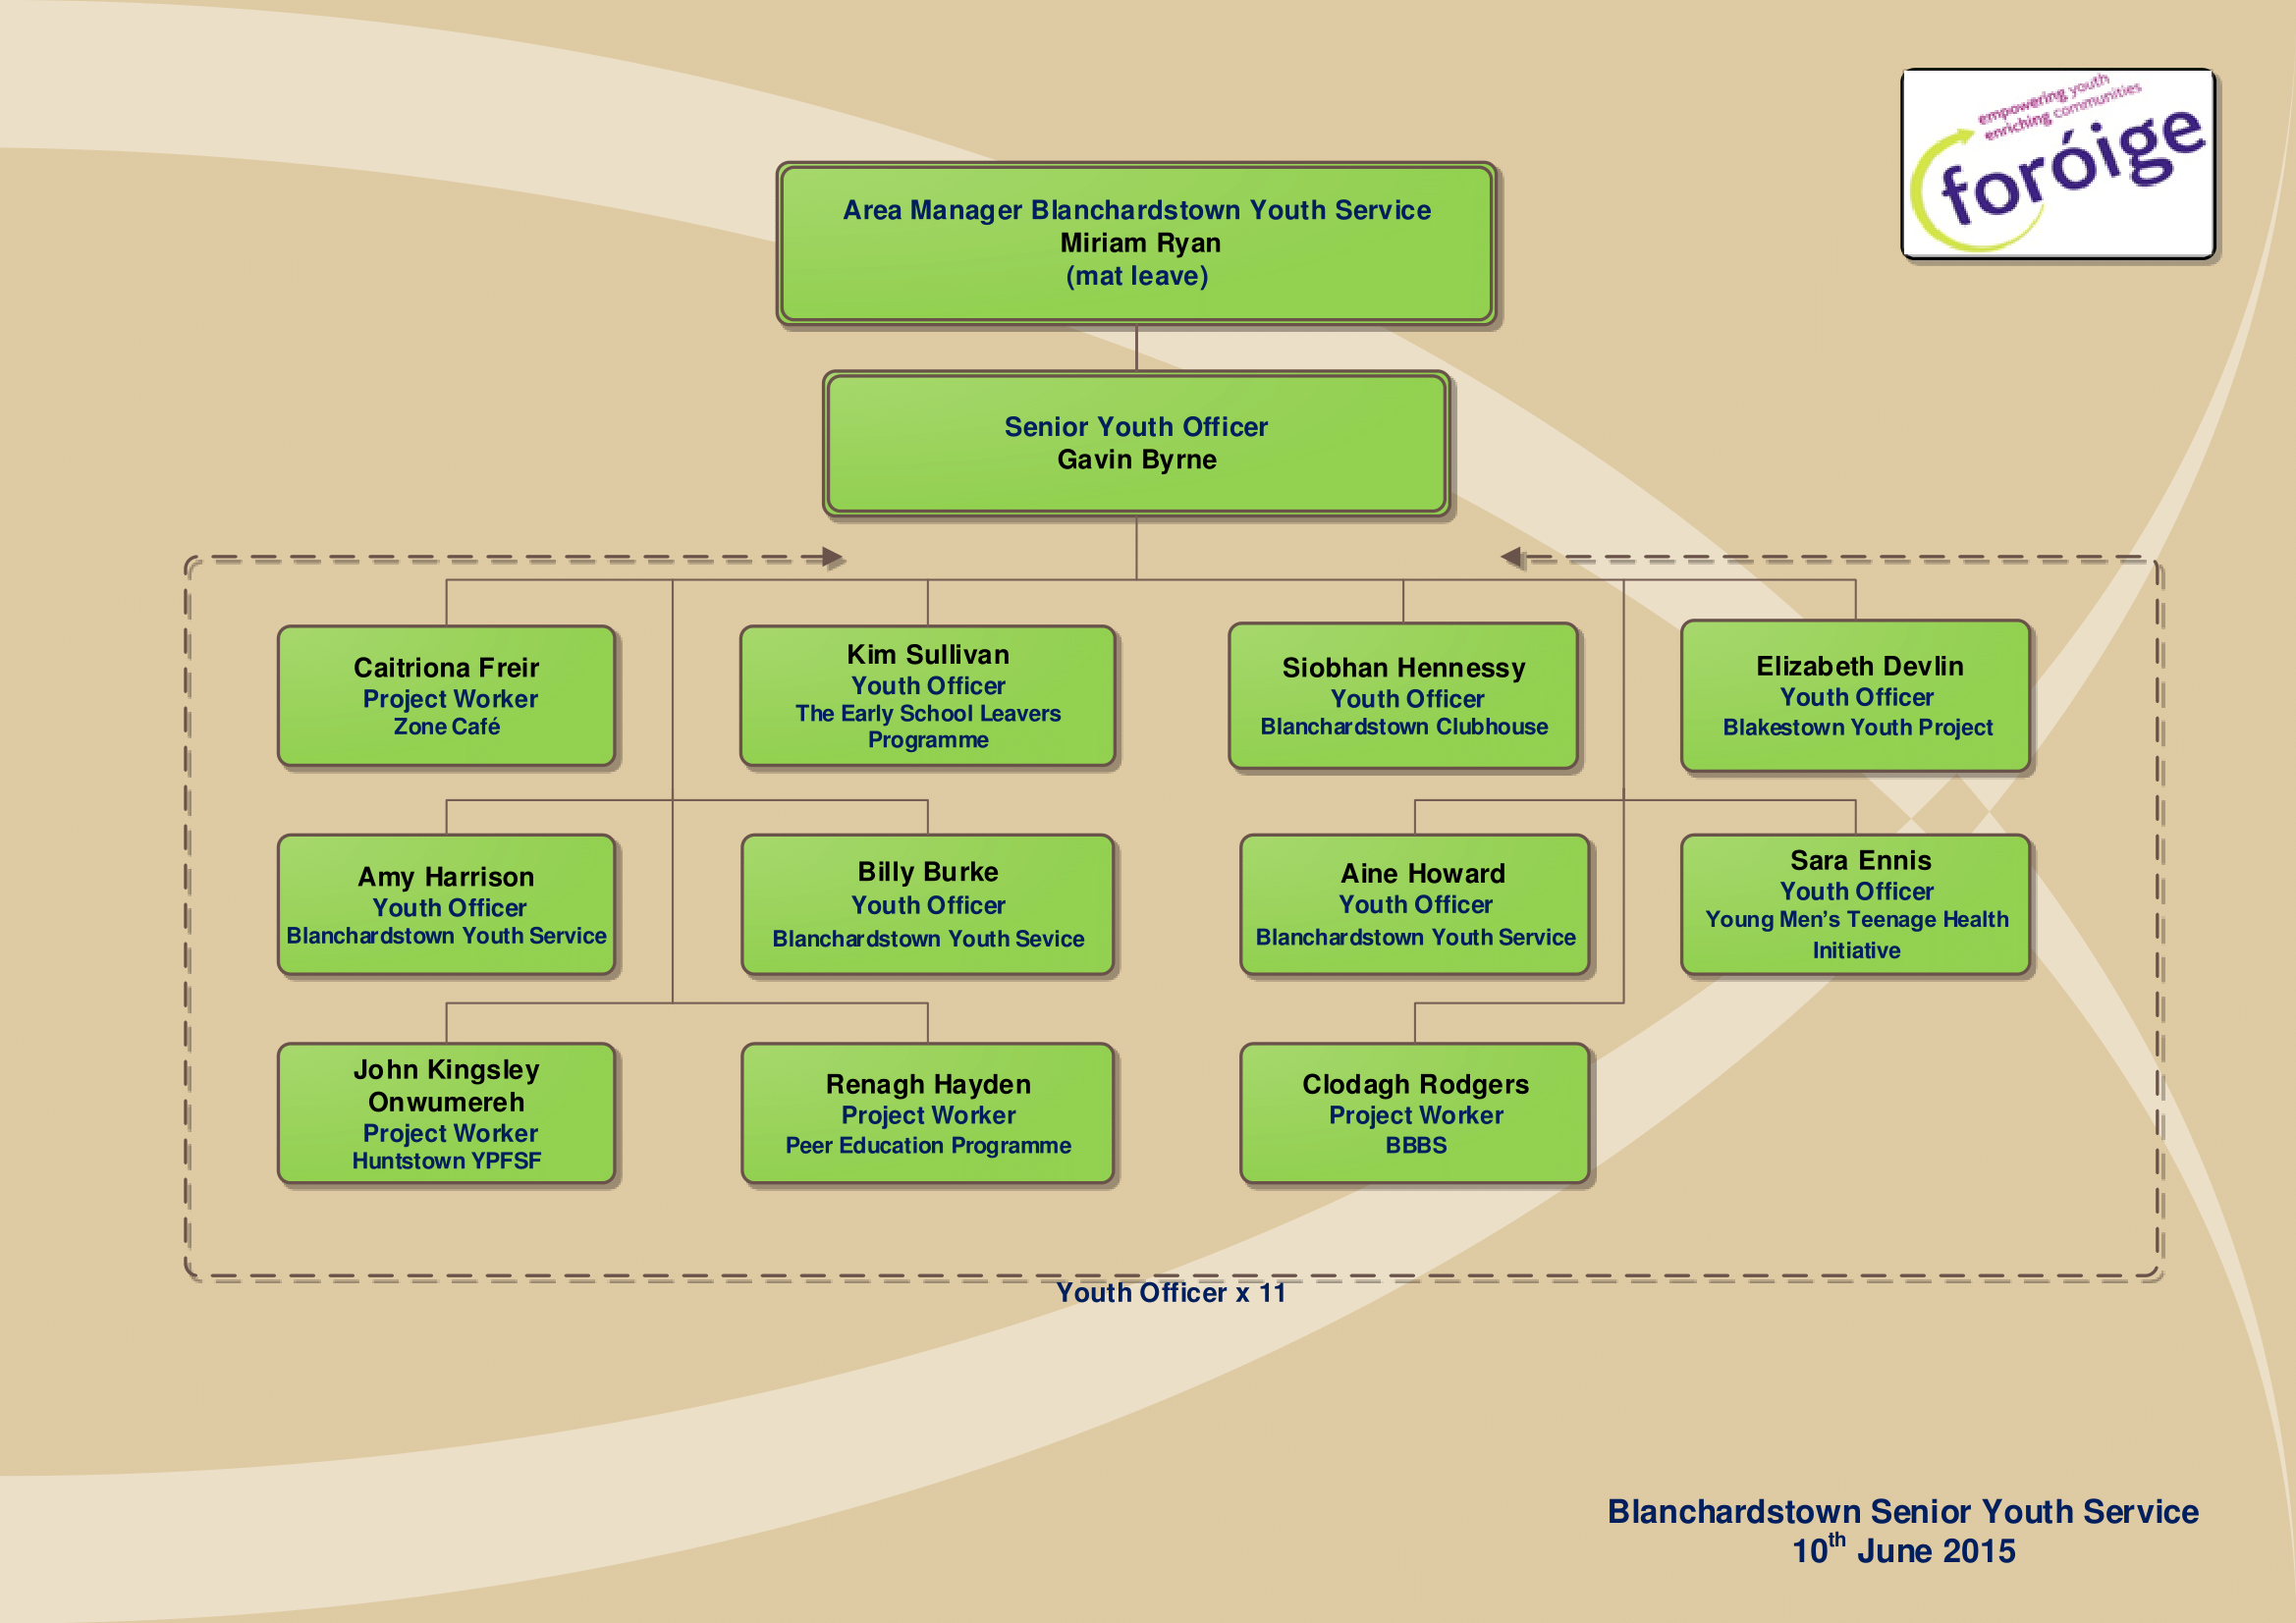 empowering youth
enriching communities
foróige
Area Manager Blanchardstown Youth Service
Miriam Ryan
(mat leave)
Senior Youth Officer
Gavin Byrne
Caitriona Freir
Project Worker
Zone Café
Kim Sullivan
Youth Officer
The Early School Leavers
Programme
Siobhan Hennessy
Youth Officer
Blanchardstown Clubhouse
Elizabeth Devlin
Youth Officer
Blakestown Youth Project
Amy Harrison
Youth Officer
Blanchardstown Youth Service
Billy Burke
Youth Officer
Blanchardstown Youth Sevice
Aine Howard
Youth Officer
Blanchardstown Youth Service
Sara Ennis
Youth Officer
Young Men’s Teenage Health
Initiative
John Kingsley
Onwumereh
Project Worker
Huntstown YPFSF
Renagh Hayden
Project Worker
Peer Education Programme
Clodagh Rodgers
Project Worker
BBBS
Youth Officer x 11
Blanchardstown Senior Youth Service
10th June 2015